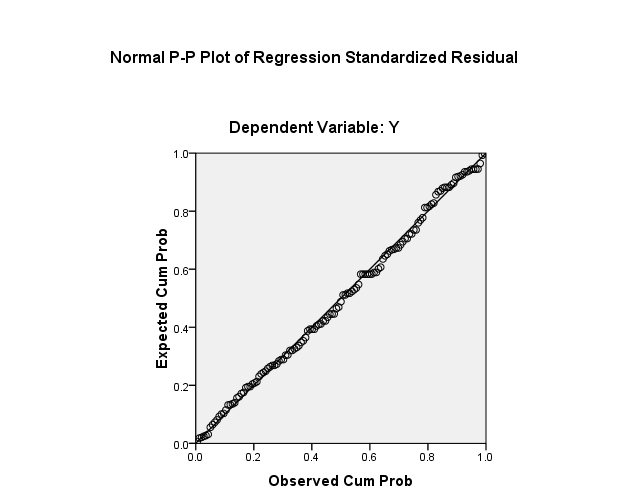 Normal P-P Plot of Regression Standardized Residual
Dependent Variable: Y
Expected Cum Prob
1.0
0.8
0.6
0.4
0.2
0.0
0.0 0.2 0.4 0.6 0.8 1.0
Observed Cum Prob